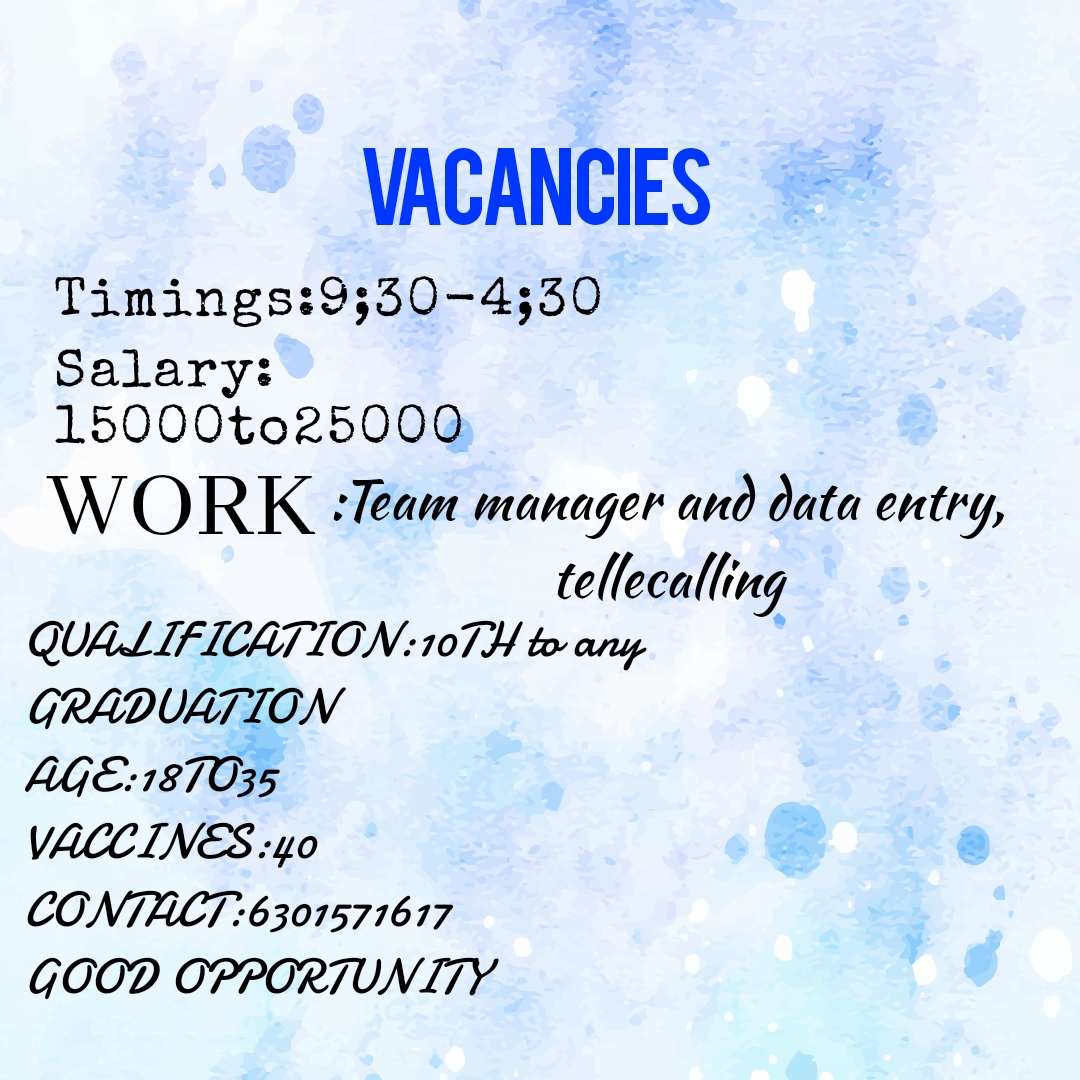 VACANCIES
Timings:9;30-4;30
Salary:
15000to25000
WORK :Team manager and data entry,
tellecalling
QUALIFICATION:10TH to any
GRADUATION
AGE:18TO35
VACCINES:40
CONTACT:6301571617
GOOD OPPORTUNITY